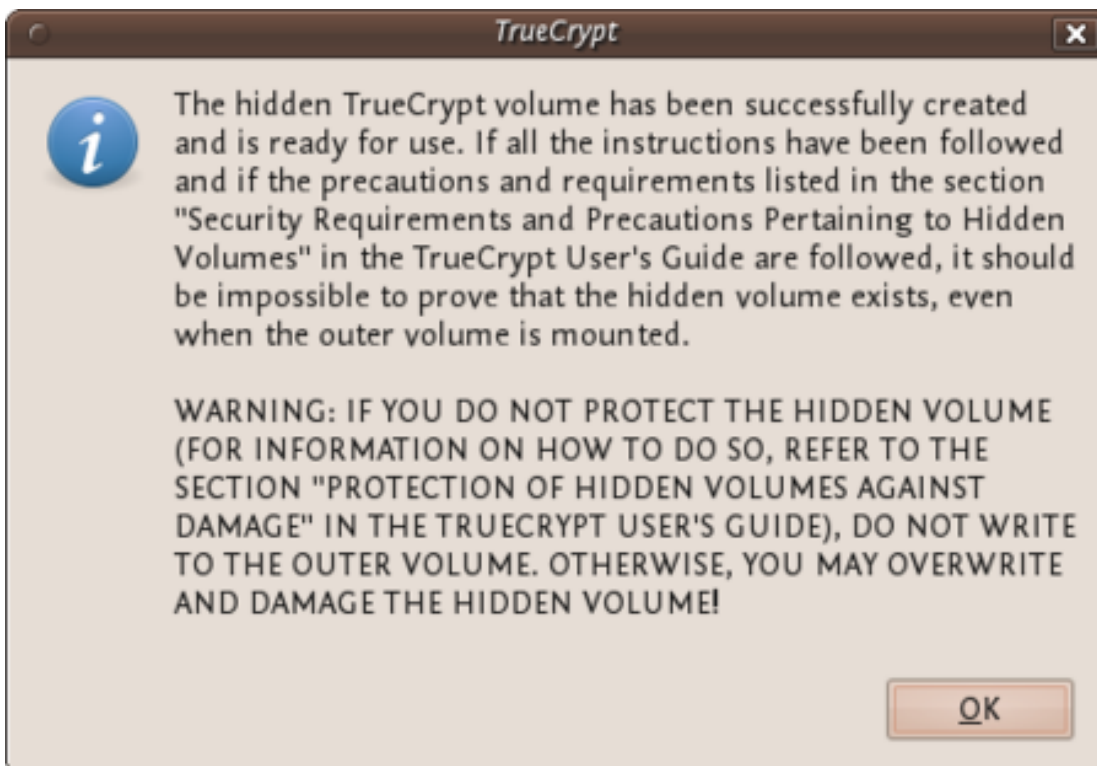 TrueCrypt
The hidden TrueCrypt volume has been successfully created
and is ready for use. If all the instructions have been followed
and if the precautions and requirements listed in the section
"Security Requirements and Precautions Pertaining to Hidden
Volumes" in the TrueCrypt User's Guide are followed, it should
be impossible to prove that the hidden volume exists, even
when the outer volume is mounted.
WARNING: IF YOU DO NOT PROTECT THE HIDDEN VOLUME
(FOR INFORMATION ON HOW TO DO SO, REFER TO THE
SECTION "PROTECTION OF HIDDEN VOLUMES AGAINST
DAMAGE" IN THE TRUECRYPT USER'S GUIDE), DO NOT WRITE
TO THE OUTER VOLUME. OTHERWISE, YOU MAY OVERWRITE
AND DAMAGE THE HIDDEN VOLUME!
OK